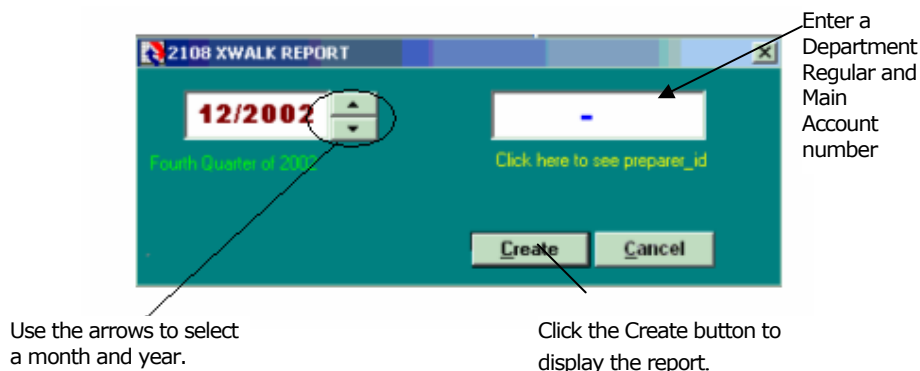 Enter a
Department
Regular and
Main
Account
number
2108 XWALK REPORT
12/2002
-
Fourth Quarter of 2002
Click here to see preparer_id
Create
Cancel
Use the arrows to select
a month and year.
Click the Create button to
display the report.